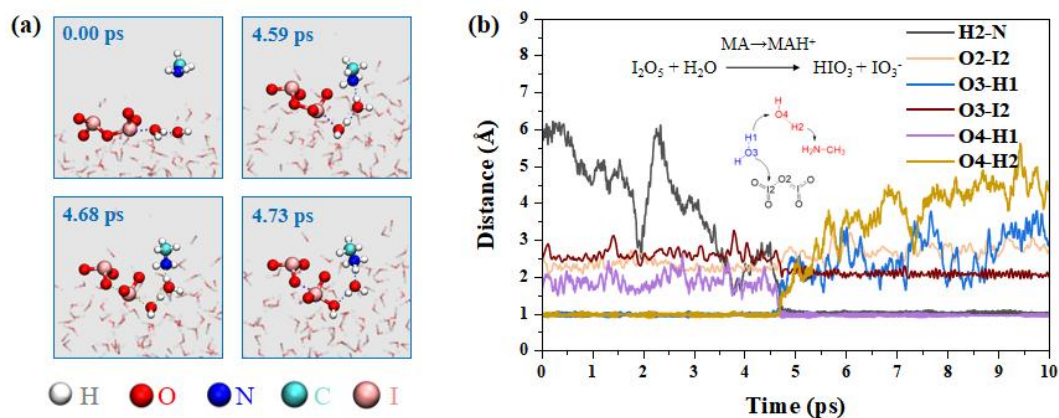 (a)
0.00 ps
4.59 ps
4.68 ps
4.73 ps
H O N C I
(b)
9
8
7
6
5
4
3
2
1
0
Distance (Å)
0 1 2 3 4 5 6 7 8 9 10
Time (ps)
MA→MAH⁺
I₂O₅ + H₂O ⟶ HIO₃ + IO₃⁻
H
O4
H2
H1
O3
H
H₂N—CH₃
O I2 O2 I O
O O
H2-N
O2-I2
O3-H1
O3-I2
O4-H1
O4-H2